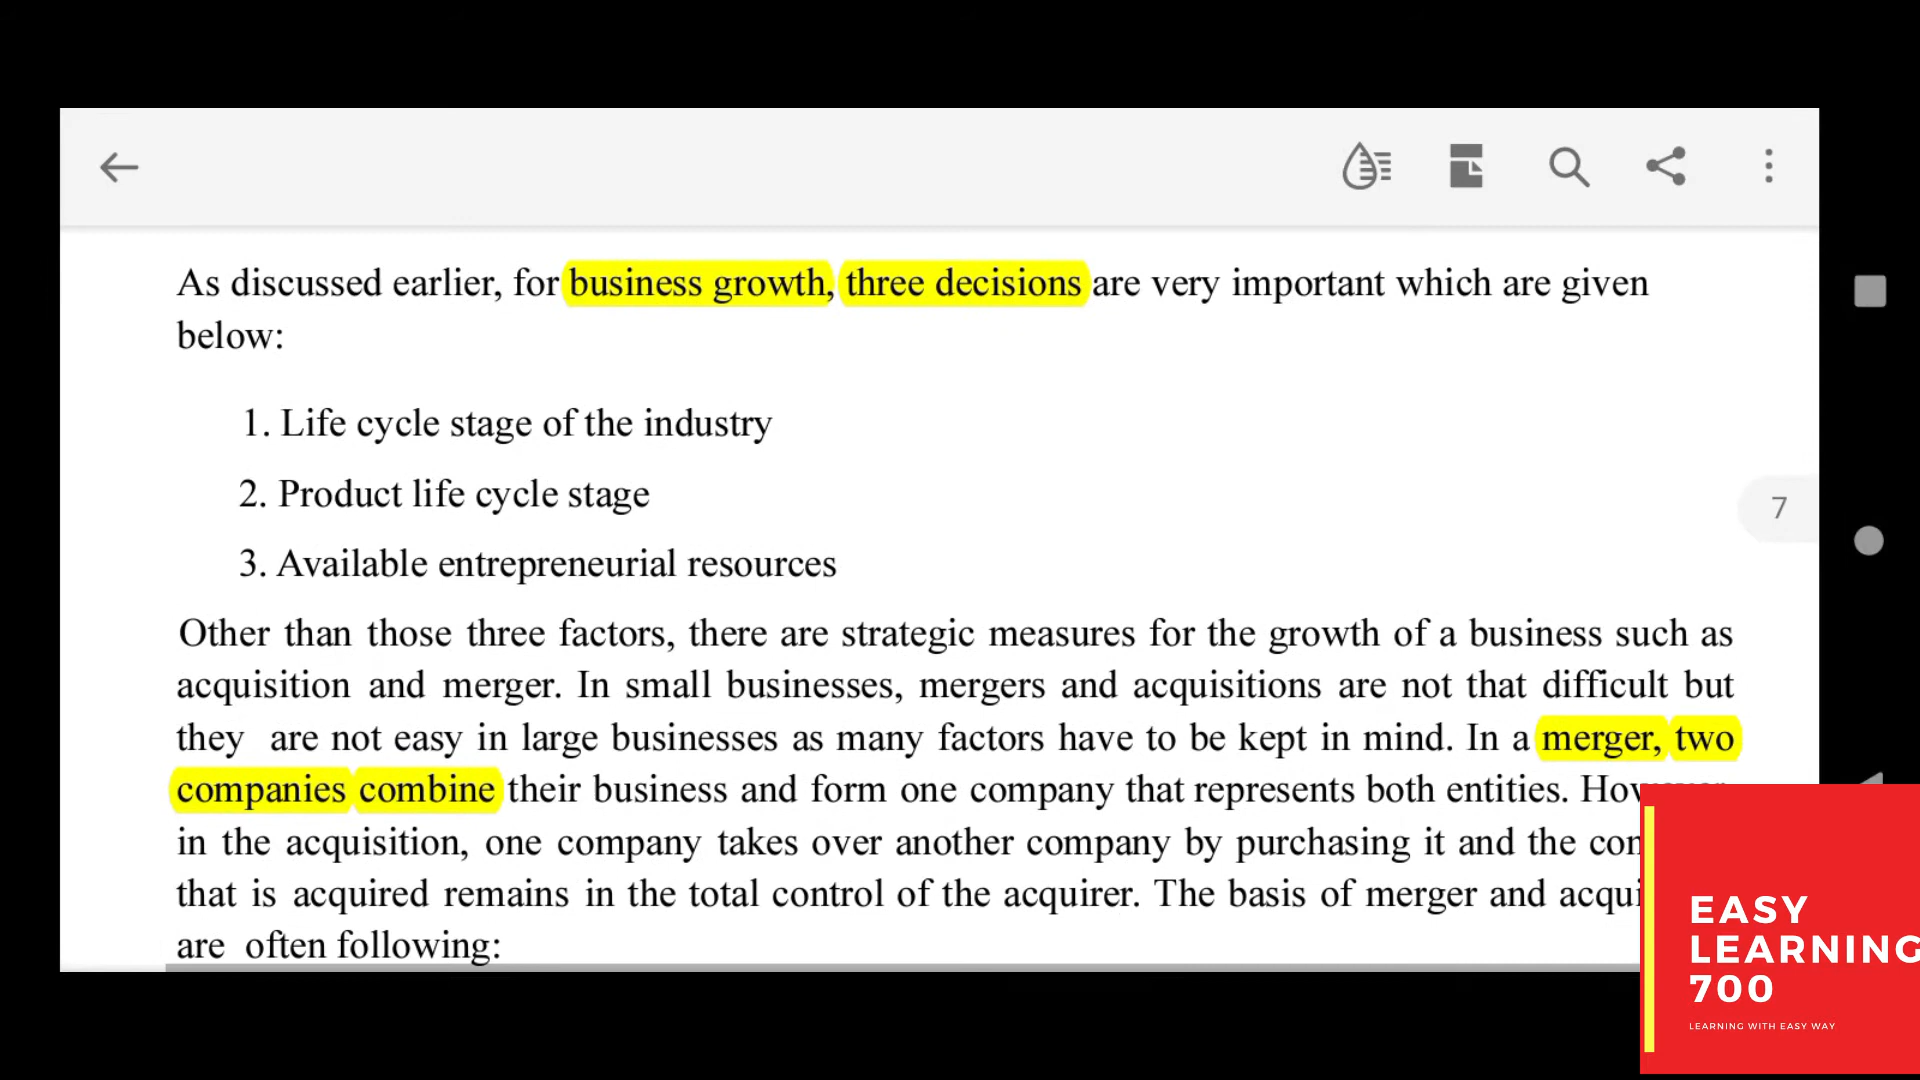 As discussed earlier, for business growth, three decisions are very important which are given
below:
1. Life cycle stage of the industry
2. Product life cycle stage
7
3. Available entrepreneurial resources
Other than those three factors, there are strategic measures for the growth of a business such as
acquisition and merger. In small businesses, mergers and acquisitions are not that difficult but
they are not easy in large businesses as many factors have to be kept in mind. In a merger, two
companies combine their business and form one company that represents both entities.
in the acquisition, one company takes over another company by purchasing it and the
that is acquired remains in the total control of the acquirer. The basis of merger and
are often following:
EASY
LEARNING
700
LEARNING WITH EASY WAY